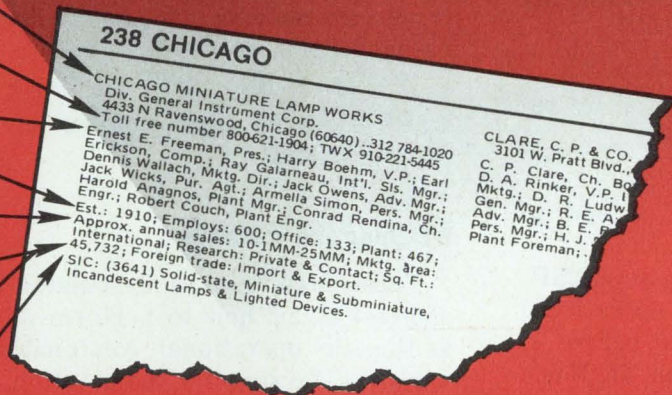 238 CHICAGO
CHICAGO MINIATURE LAMP WORKS
Div. General Instrument Corp.
4433 N Ravenswood, Chicago (60640)..312 784-1020
Toll free number 800-621-1904; TWX 910-221-5445
Ernest E. Freeman, Pres.; Harry Boehm, V.P.; Earl
Erickson, Comp.; Ray Galarneau, Int'l. Sls. Mgr.;
Dennis Wallach, Mktg. Dir.; Jack Owens, Adv. Mgr.;
Jack Wicks, Pur. Agt.; Armella Simon, Pers. Mgr.;
Harold Anagnos, Plant Mgr.; Conrad Rendina, Ch.
Engr.; Robert Couch, Plant Engr.
Est.: 1910; Employs: 600; Office: 133; Plant: 467;
Approx. annual sales: 10-1MM-25MM; Mktg. area:
International; Research: Private & Contact; Sq. Ft.:
45,732; Foreign trade: Import & Export.
SIC: (3641) Solid-state, Miniature & Subminiature,
Incandescent Lamps & Lighted Devices.
CLARE, C. P. & CO.
3101 W. Pratt Blvd.,
C. P. Clare, Ch. Bo
D. A. Rinker, V.P. I
Mktg.; D. R. Ludw
Gen. Mgr.; R. E. A
Adv. Mgr.; B. E.
Pers. Mgr.; H. J.
Plant Foreman;